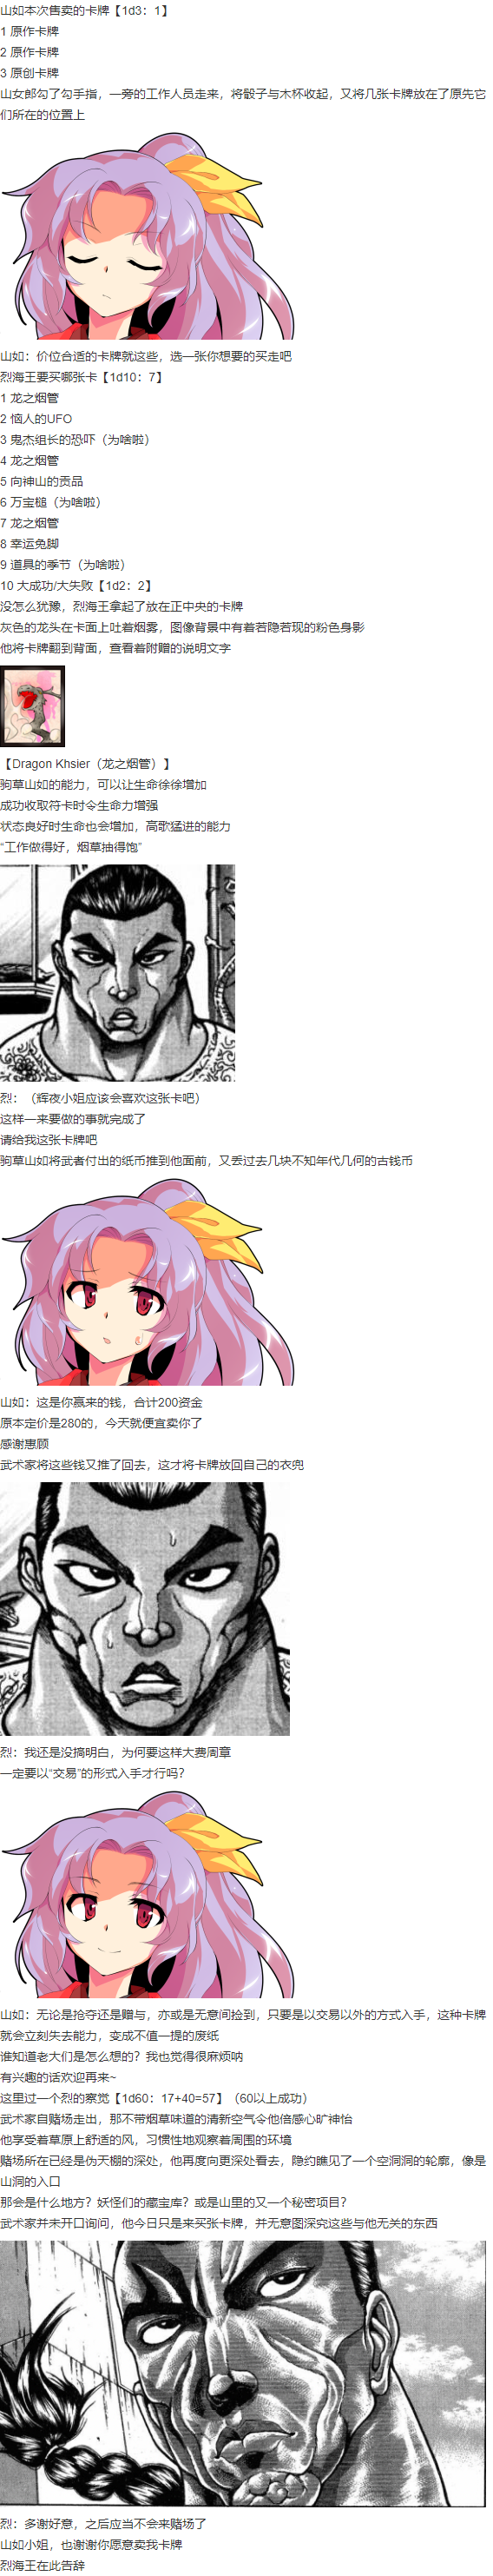 山如本次售卖的卡牌【1d3：1】
1 原作卡牌
2 原作卡牌
3 原创卡牌
山女郎勾了勾手指，一旁的工作人员走来，将骰子与木杯收起，又将几张卡牌放在了原先它
们所在的位置上
山如：价位合适的卡牌就这些，选一张你想要的买走吧
烈海王要买哪张卡【1d10：7】
1 龙之烟管
2 恼人的UFO
3 鬼杰组长的恐吓（为啥啦）
4 龙之烟管
5 向神山的贡品
6 万宝槌（为啥啦）
7 龙之烟管
8 幸运兔脚
9 道具的季节（为啥啦）
10 大成功/大失败【1d2：2】
没怎么犹豫，烈海王拿起了放在正中央的卡牌
灰色的龙头在卡面上吐着烟雾，图像背景中有着若隐若现的粉色身影
他将卡牌翻到背面，查看着附赠的说明文字
【Dragon Khsier（龙之烟管）】
驹草山如的能力，可以让生命徐徐增加
成功收取符卡时令生命力增强
状态良好时生命也会增加，高歌猛进的能力
“工作做得好，烟草抽得饱”
烈：（辉夜小姐应该会喜欢这张卡吧）
这样一来要做的事就完成了
请给我这张卡牌吧
驹草山如将武者付出的纸币推到他面前，又丢过去几块不知年代几何的古钱币
山如：这是你赢来的钱，合计200资金
原本定价是280的，今天就便宜卖你了
感谢惠顾
武术家将这些钱又推了回去，这才将卡牌放回自己的衣兜
烈：我还是没搞明白，为何要这样大费周章
一定要以“交易”的形式入手才行吗？
山如：无论是抢夺还是赠与，亦或是无意间捡到，只要是以交易以外的方式入手，这种卡牌
就会立刻失去能力，变成不值一提的废纸
谁知道老大们是怎么想的？我也觉得很麻烦呐
有兴趣的话欢迎再来~
这里过一个烈的察觉【1d60：17+40=57】（60以上成功）
武术家自赌场走出，那不带烟草味道的清新空气令他倍感心旷神怡
他享受着草原上舒适的风，习惯性地观察着周围的环境
赌场所在已经是伪天棚的深处，他再度向更深处看去，隐约瞧见了一个空洞洞的轮廓，像是
山洞的入口
那会是什么地方？妖怪们的藏宝库？或是山里的又一个秘密项目？
武术家并未开口询问，他今日只是来买张卡牌，并无意图深究这些与他无关的东西
烈：多谢好意，之后应当不会来赌场了
山如小姐，也谢谢你愿意卖我卡牌
烈海王在此告辞